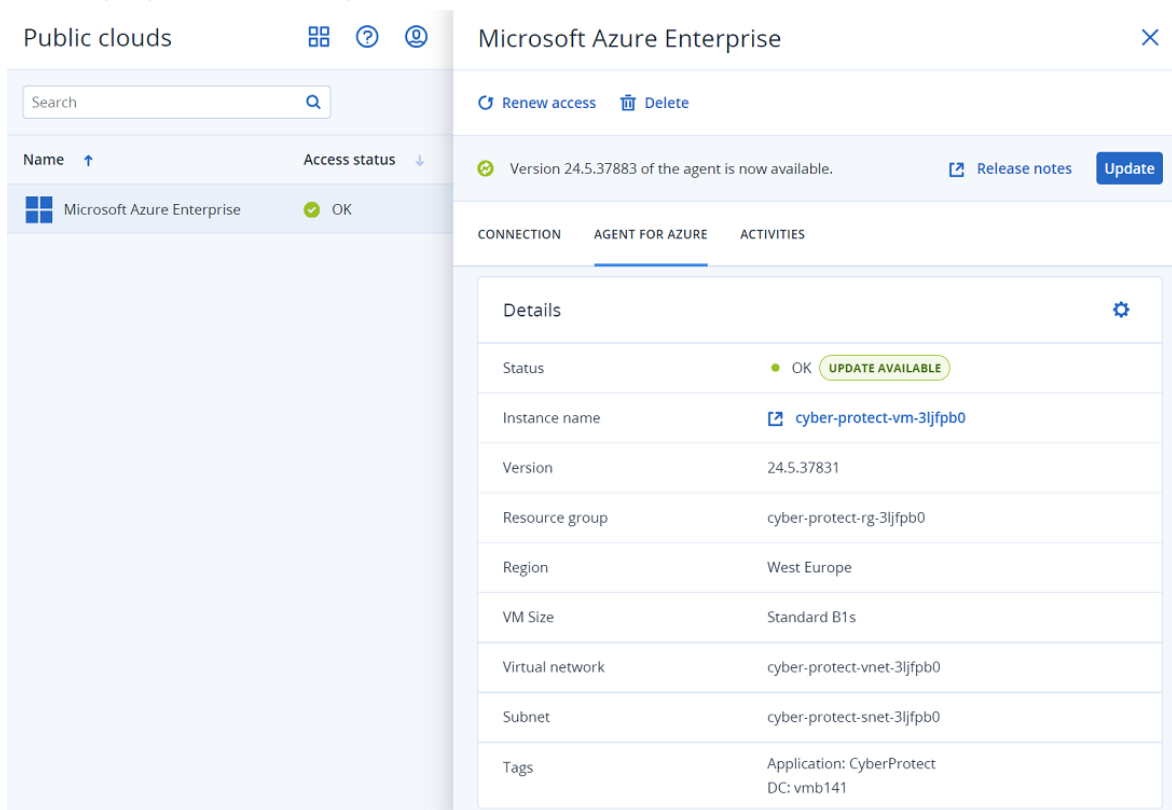 Public clouds
Search
Name
Access status
Microsoft Azure Enterprise
OK
Microsoft Azure Enterprise
Renew access
Delete
Version 24.5.37883 of the agent is now available.
Release notes
Update
CONNECTION
AGENT FOR AZURE
ACTIVITIES
Details
Status
OK UPDATE AVAILABLE
Instance name
cyber-protect-vm-3ljfpb0
Version
24.5.37831
Resource group
cyber-protect-rg-3ljfpb0
Region
West Europe
VM Size
Standard B1s
Virtual network
cyber-protect-vnet-3ljfpb0
Subnet
cyber-protect-snet-3ljfpb0
Tags
Application: CyberProtect
DC: vmb141